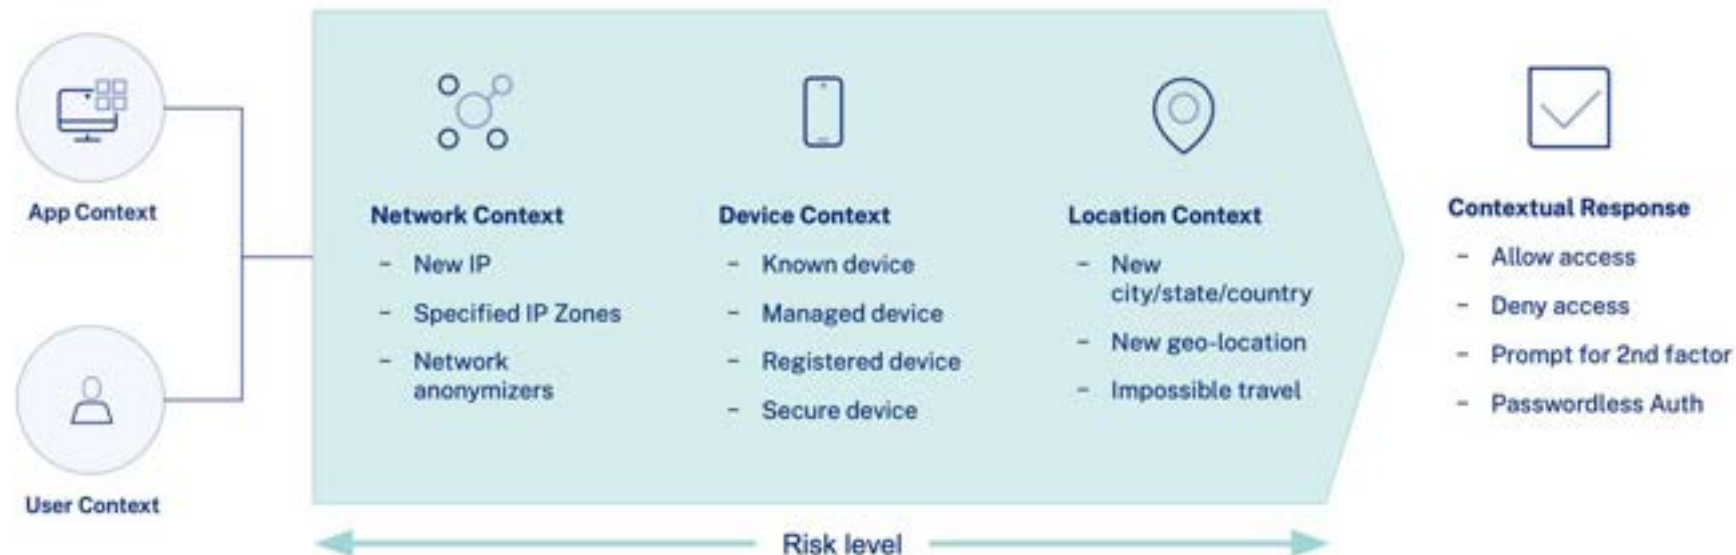 App Context
User Context
Network Context
- New IP
- Specified IP Zones
- Network
anonymizers
Device Context
- Known device
- Managed device
- Registered device
- Secure device
Location Context
- New
city/state/country
- New geo-location
- Impossible travel
Contextual Response
- Allow access
- Deny access
- Prompt for 2nd factor
- Passwordless Auth
Risk level